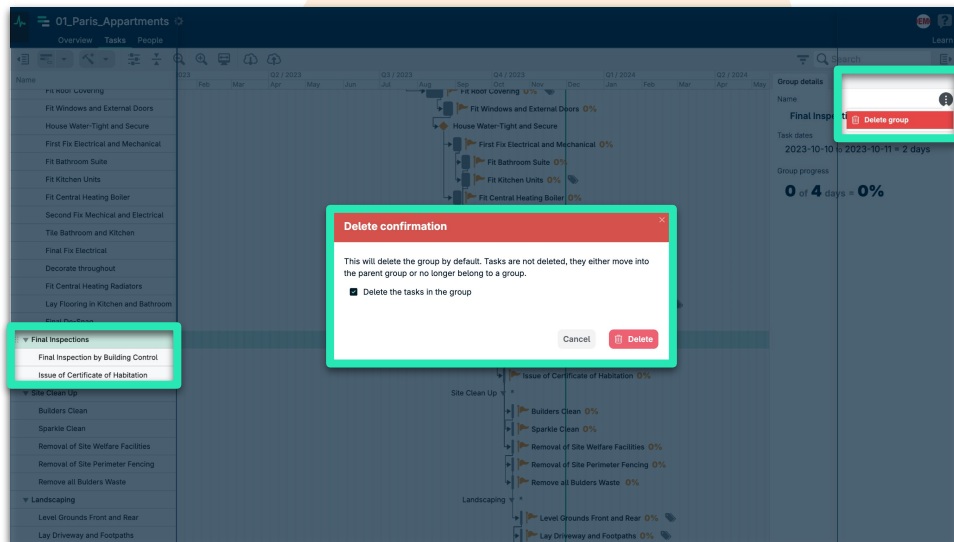 01_Paris_Appartments
EM
Overview Tasks People
Learn
Search
Name
023 Q2 / 2023 Q3 / 2023 Q4 / 2023 Q1 / 2024 Q3 / 2024
Feb Mar Apr May Jun Jul Aug Sep Oct Nov Dec Jan Feb Mar Apr May
Fit Roof Covering
Fit Windows and External Doors
House Water-Tight and Secure
First Fix Electrical and Mechanical
Fit Bathroom Suite
Fit Kitchen Units
Fit Central Heating Bolier
Second Fix Mechical and Electrical
Tile Bathroom and Kitchen
Final Fix Electrical
Decorate throughout
Fit Central Heating Radiators
Lay Flooring in Kitchen and Bathroom
Final Inspections
Final Inspection by Building Control
Issue of Certificate of Habitation
Site Clean Up
Builders Clean
Sparkle Clean
Removal of Site Welfare Facilities
Removal of Site Perimeter Fencing
Remove all Bulders Waste
Landscaping
Level Grounds Front and Rear
Lay Driveway and Footpaths
Fit Roof Covering 0%
Fit Windows and External Doors 0%
House Water-Tight and Secure
First Fix Electrical and Mechanical 0%
Fit Bathroom Suite 0%
Fit Kitchen Units 0%
Fit Central Heating Bolier 0%
Delete confirmation
This will delete the group by default. Tasks are not deleted, they either move into
the parent group or no longer belong to a group.
Delete the tasks in the group
Cancel Delete
Issue of Certificate of Habitation 0%
Site Clean Up
Builders Clean 0%
Sparkle Clean 0%
Removal of Site Welfare Facilities 0%
Removal of Site Perimeter Fencing 0%
Remove all Bulders Waste 0%
Landscaping
Level Grounds Front and Rear 0%
Lay Driveway and Footpaths 0%
Group details
Name
Final Inspecti
Delete group
Task dates
2023-10-10 to 2023-10-11 = 2 days
Group progress
0 of 4 days = 0%